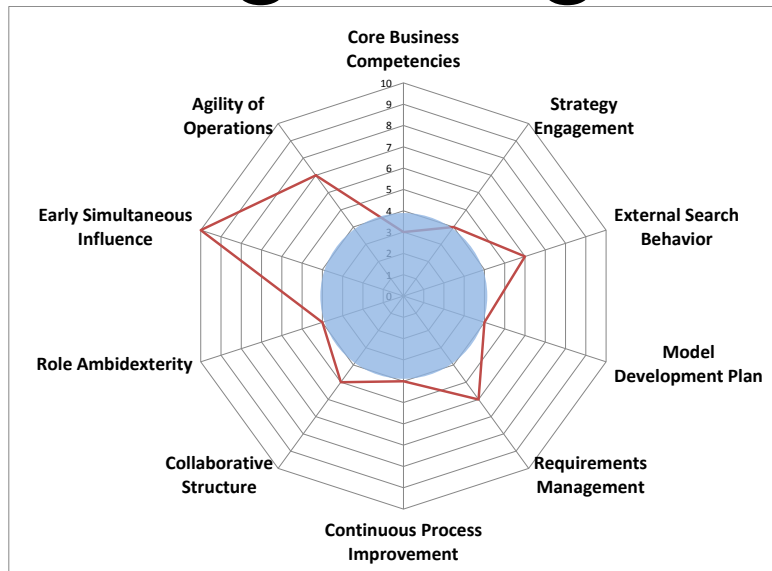 Core Business
Competencies
Strategy
Engagement
External Search
Behavior
Model
Development Plan
Requirements
Management
Continuous Process
Improvement
Collaborative
Structure
Role Ambidexterity
Early Simultaneous
Influence
Agility of
Operations
10
9
8
7
6
5
4
3
2
1
0